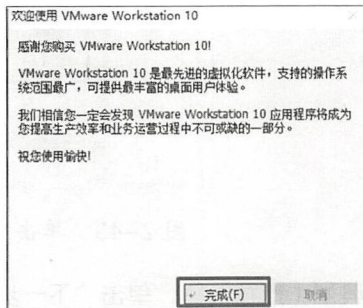 欢迎使用 VMware Workstation 10
感谢您购买 VMware Workstation 10!
VMware Workstation 10 是最先进的虚拟化软件，支持的操作系
统范围最广，可提供最丰富的桌面用户体验。
我们相信您一定会发现 VMware Workstation 10 应用程序将成为
您提高生产效率和业务运营过程中不可或缺的一部分。
祝您使用愉快!
完成(F)
取消